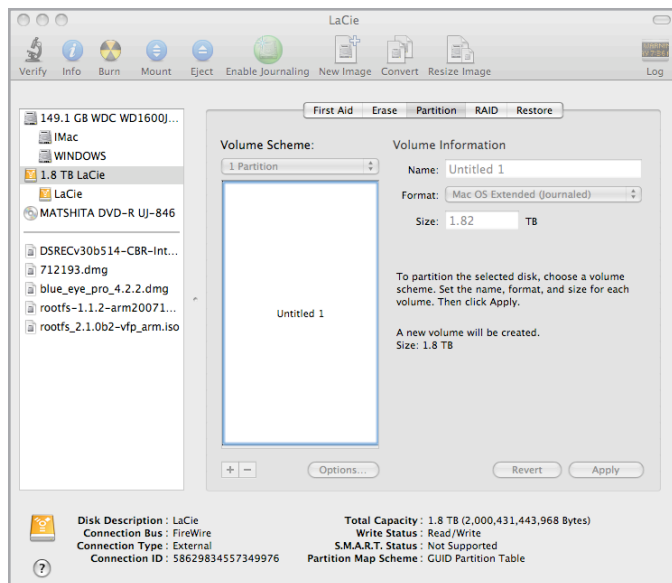 LaCie
Verify Info Burn Mount Eject Enable Journaling New Image Convert Resize Image Log
149.1 GB WDC WD1600J...
IMac
WINDOWS
1.8 TB LaCie
LaCie
MATSHITA DVD-R UJ-846
DSRECv30b514-CBR-Int...
712193.dmg
blue_eye_pro_4.2.2.dmg
rootfs-1.1.2-arm20071...
rootfs_2.1.0b2-vfp_arm.iso
First Aid Erase Partition RAID Restore
Volume Scheme:
1 Partition
Untitled 1
+ − Options...
Volume Information
Name: Untitled 1
Format: Mac OS Extended (Journaled)
Size: 1.82 TB
To partition the selected disk, choose a volume
scheme. Set the name, format, and size for each
volume. Then click Apply.
A new volume will be created.
Size: 1.8 TB
Revert Apply
Disk Description : LaCie
Connection Bus : FireWire
Connection Type : External
Connection ID : 58629834557349976
Total Capacity : 1.8 TB (2,000,431,443,968 Bytes)
Write Status : Read/Write
S.M.A.R.T. Status : Not Supported
Partition Map Scheme : GUID Partition Table
?